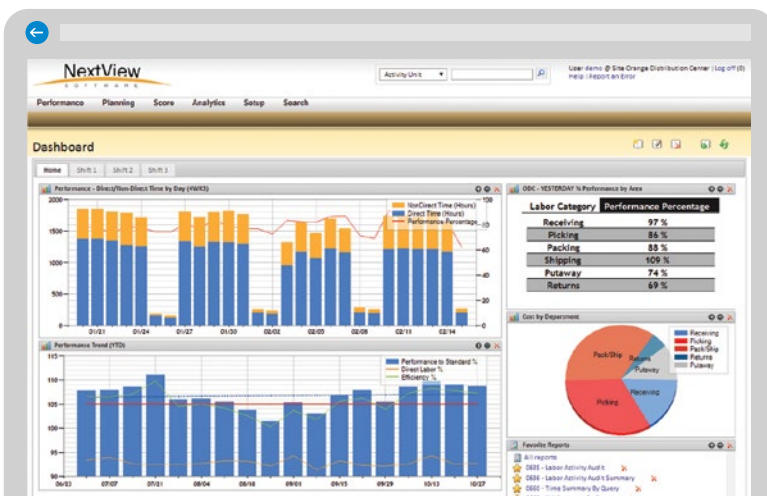 NextView
SOFTWARE
Activity Unit
User demo @ Site Orange Distribution Center | Log off (0)
Help | Report an Error
Performance Planning Score Analytics Setup Search
Dashboard
Home Shift 1 Shift 2 Shift 3
Performance - Direct/Non-Direct Time by Day (4WKS)
2000
1500
1000
500
0
100
80
60
40
20
0
NonDirect Time (Hours)
Direct Time (Hours)
Performance Percentage
01/21 01/24 01/27 01/30 02/02 02/05 02/08 02/11 02/14
ODC - YESTERDAY % Performance by Area
Labor Category Performance Percentage
Receiving 97 %
Picking 86 %
Packing 88 %
Shipping 109 %
Putaway 74 %
Returns 69 %
Cost by Department
Pack/Ship
Returns
Putaway
Receiving
Picking
Receiving
Picking
Pack/Ship
Returns
Putaway
Performance Trend (YTD)
115
110
105
100
95
90
Performance to Standard %
Direct Labor %
Efficiency %
06/23 07/07 07/21 08/04 08/18 09/01 09/15 09/29 10/13 10/27
Favorite Reports
All reports
0635 - Labor Activity Audit
0636 - Labor Activity Audit Summary
0660 - Time Summary By Query